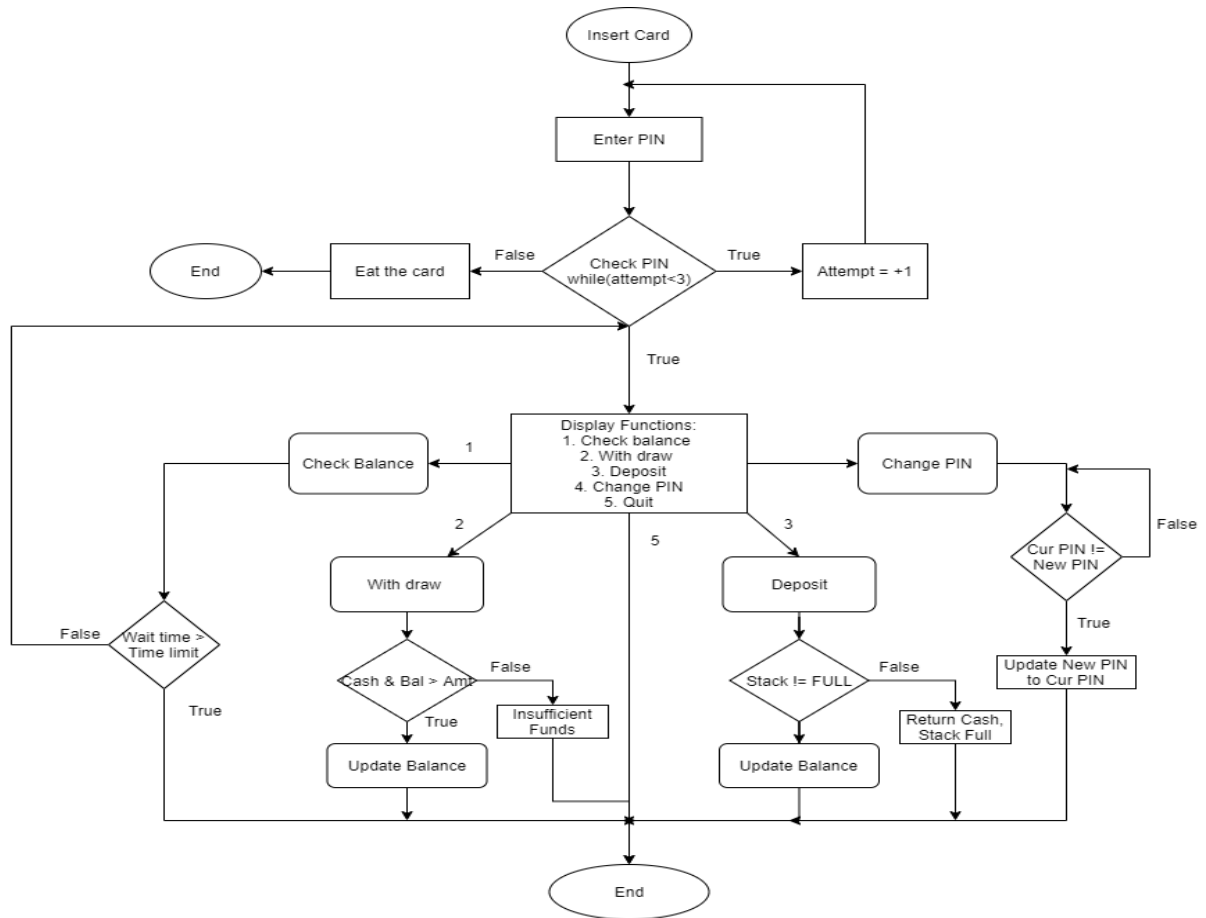 Insert Card
Enter PIN
End
Eat the card
False
Check PIN
while(attempt<3)
True
Attempt = +1
True
Display Functions:
1. Check balance
2. With draw
3. Deposit
4. Change PIN
5. Quit
Check Balance
1
Change PIN
2
5
3
False
Cur PIN !=
New PIN
With draw
Deposit
True
False
Wait time >
Time limit
True
Cash & Bal > Amt
False
True
Insufficient
Funds
Update Balance
Stack != FULL
False
Return Cash,
Stack Full
Update Balance
Update New PIN
to Cur PIN
End